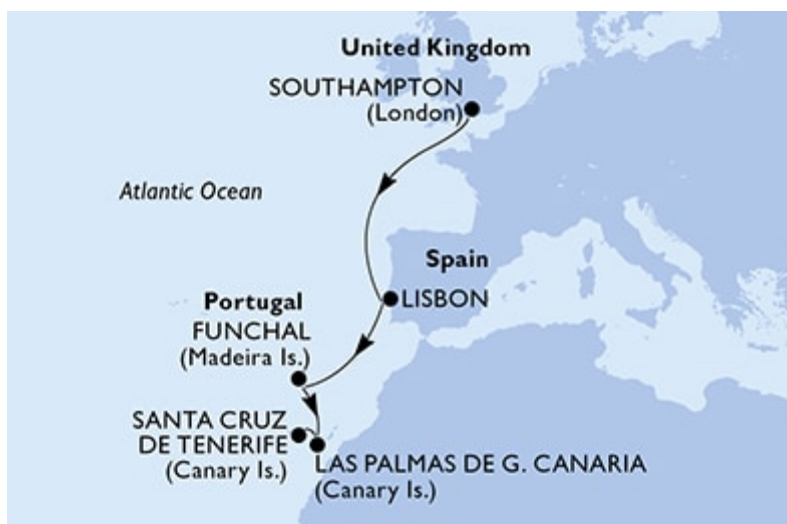 United Kingdom
SOUTHAMPTON
(London)
Atlantic Ocean
Spain
LISBON
Portugal
FUNCHAL
(Madeira Is.)
SANTA CRUZ
DE TENERIFE
(Canary Is.)
LAS PALMAS DE G. CANARIA
(Canary Is.)